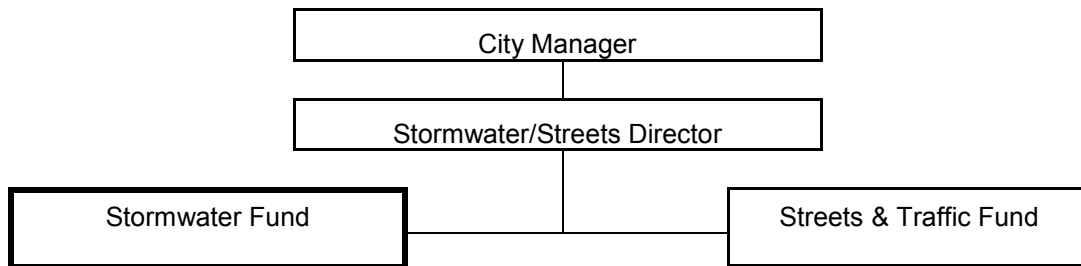 City Manager
Stormwater/Streets Director
Stormwater Fund
Streets & Traffic Fund